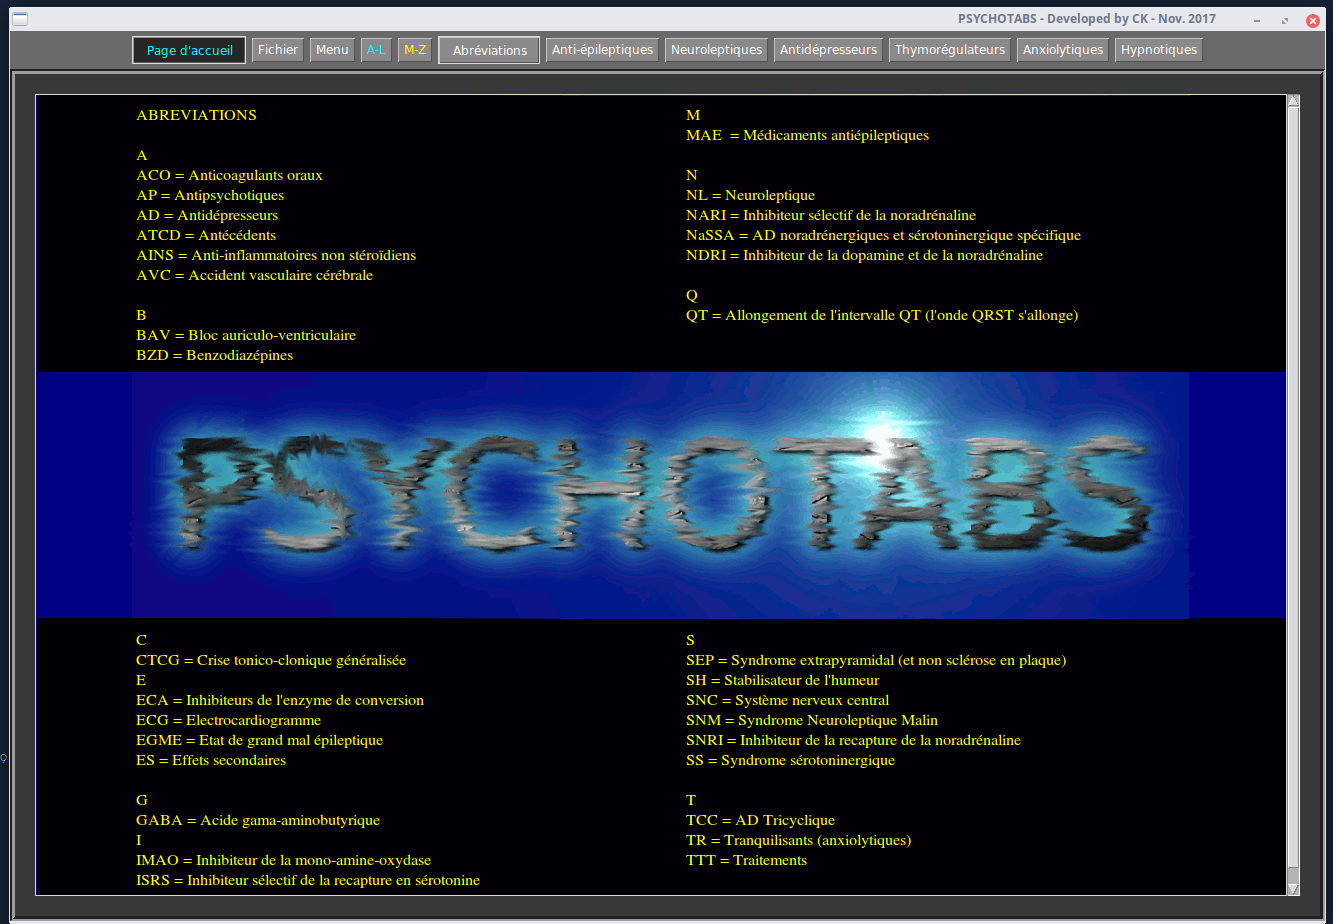 PSYCHOTABS - Developed by CK - Nov. 2017
Page d'accueil
Fichier
Menu
A-L
M-Z
Abréviations
Anti-épileptiques
Neuroleptiques
Antidépresseurs
Thymorégulateurs
Anxiolytiques
Hypnotiques
ABREVIATIONS
A
ACO = Anticoagulants oraux
AP = Antipsychotiques
AD = Antidépresseurs
ATCD = Antécédents
AINS = Anti-inflammatoires non stéroïdiens
AVC = Accident vasculaire cérébrale
B
BAV = Bloc auriculo-ventriculaire
BZD = Benzodiazépines
M
MAE = Médicaments antiépileptiques
N
NL = Neuroleptique
NARI = Inhibiteur sélectif de la noradrénaline
NaSSA = AD noradrénergiques et sérotoninergique spécifique
NDRI = Inhibiteur de la dopamine et de la noradrénaline
Q
QT = Allongement de l'intervalle QT (l'onde QRST s'allonge)
PSYCHOTABS
C
CTCG = Crise tonico-clonique généralisée
E
ECA = Inhibiteurs de l'enzyme de conversion
ECG = Electrocardiogramme
EGME = Etat de grand mal épileptique
ES = Effets secondaires
G
GABA = Acide gama-aminobutyrique
I
IMAO = Inhibiteur de la mono-amine-oxydase
ISRS = Inhibiteur sélectif de la recapture en sérotonine
S
SEP = Syndrome extrapyramidal (et non sclérose en plaque)
SH = Stabilisateur de l'humeur
SNC = Système nerveux central
SNM = Syndrome Neuroleptique Malin
SNRI = Inhibiteur de la recapture de la noradrénaline
SS = Syndrome sérotoninergique
T
TCC = AD Tricyclique
TR = Tranquilisants (anxiolytiques)
TTT = Traitements